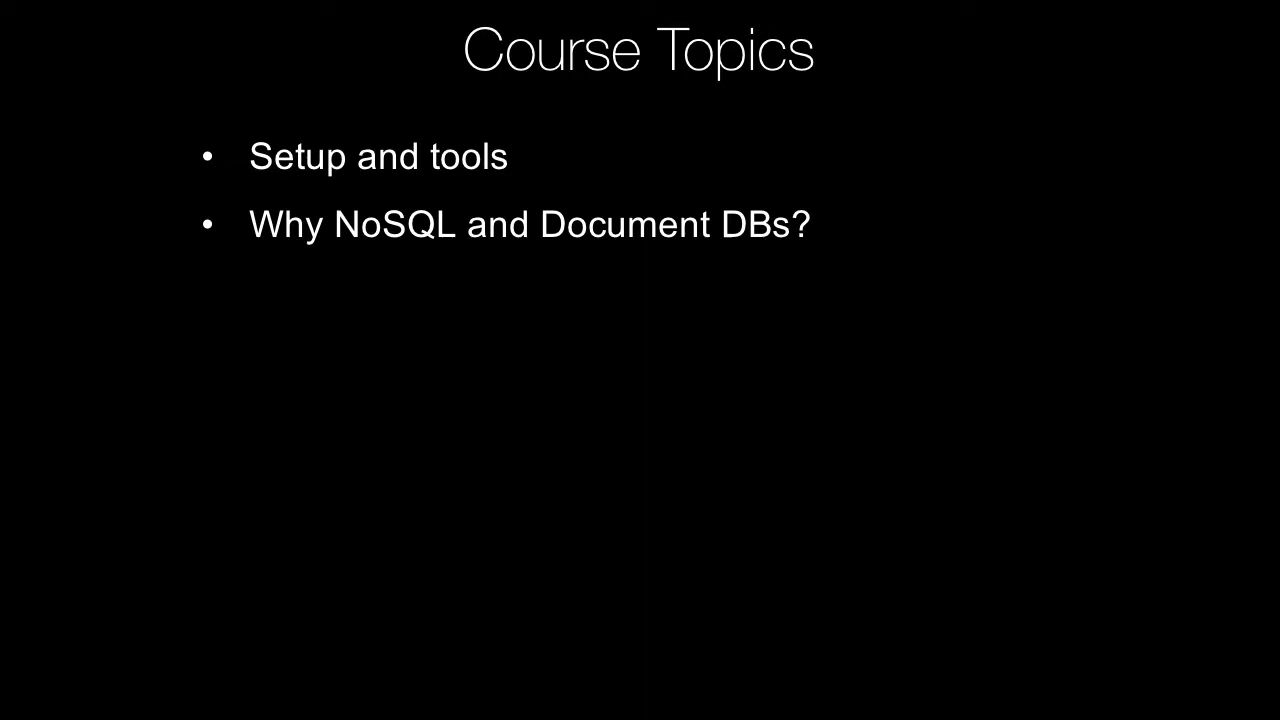 Course Topics
• Setup and tools
• Why NoSQL and Document DBs?